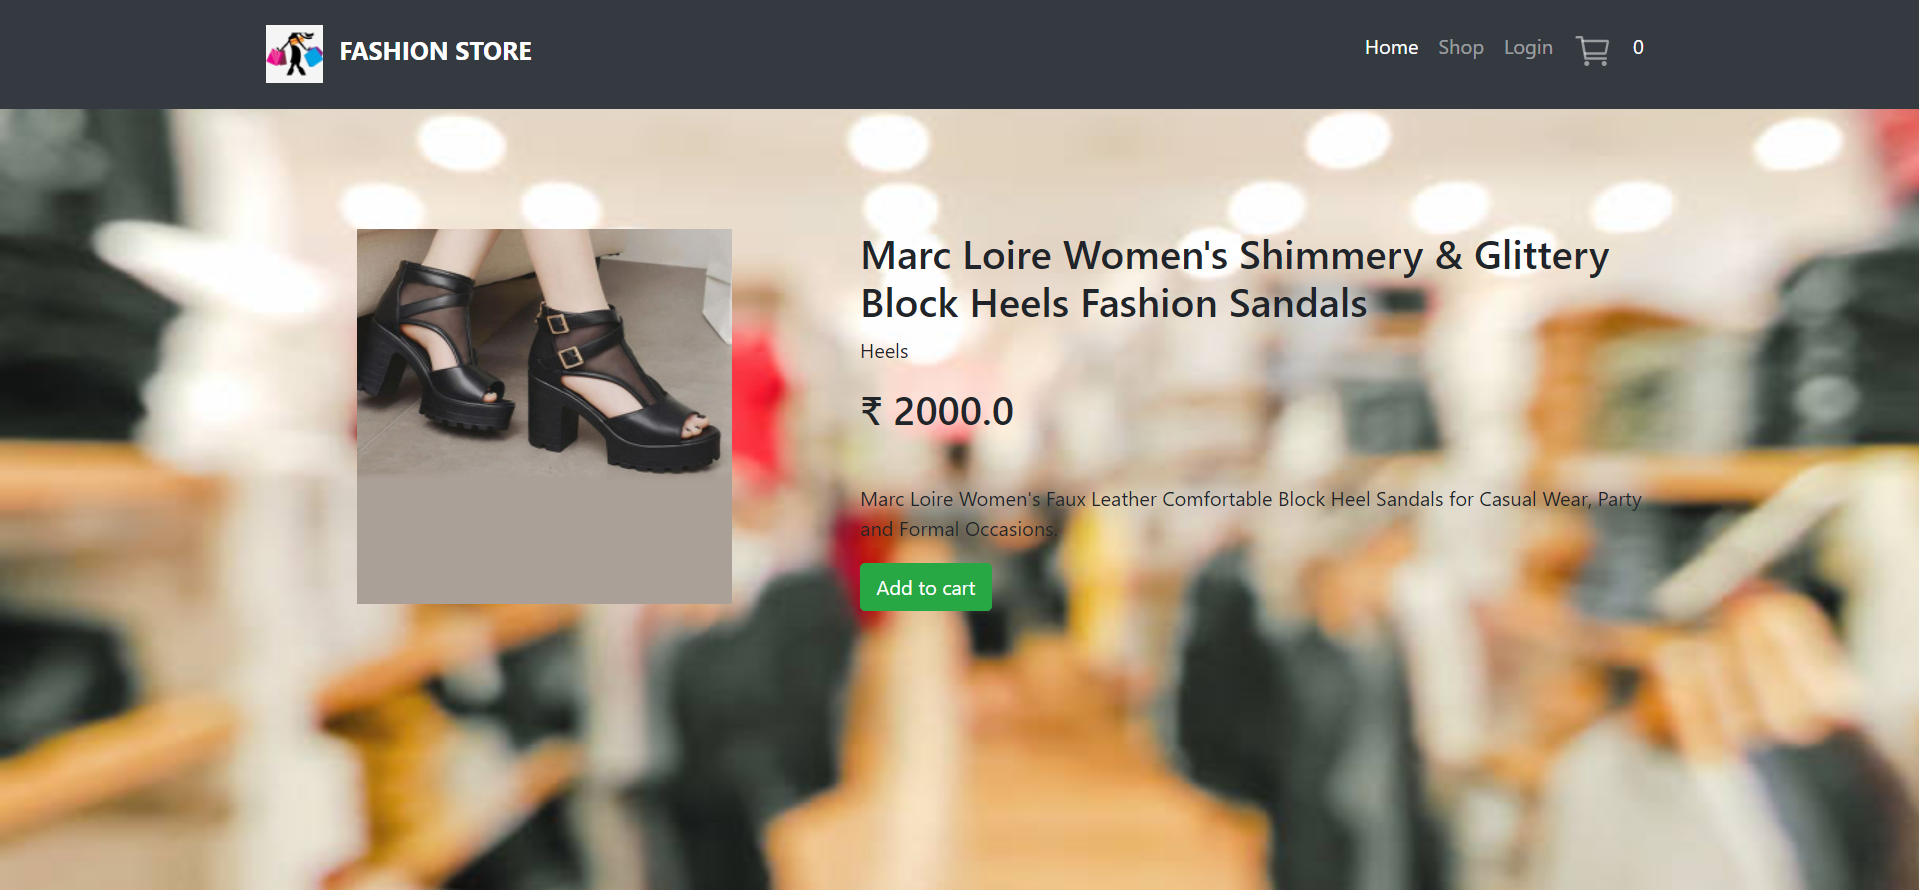 FASHION STORE
Home Shop Login 0
Marc Loire Women's Shimmery & Glittery
Block Heels Fashion Sandals
Heels
₹ 2000.0
Marc Loire Women's Faux Leather Comfortable Block Heel Sandals for Casual Wear, Party
and Formal Occasions.
Add to cart